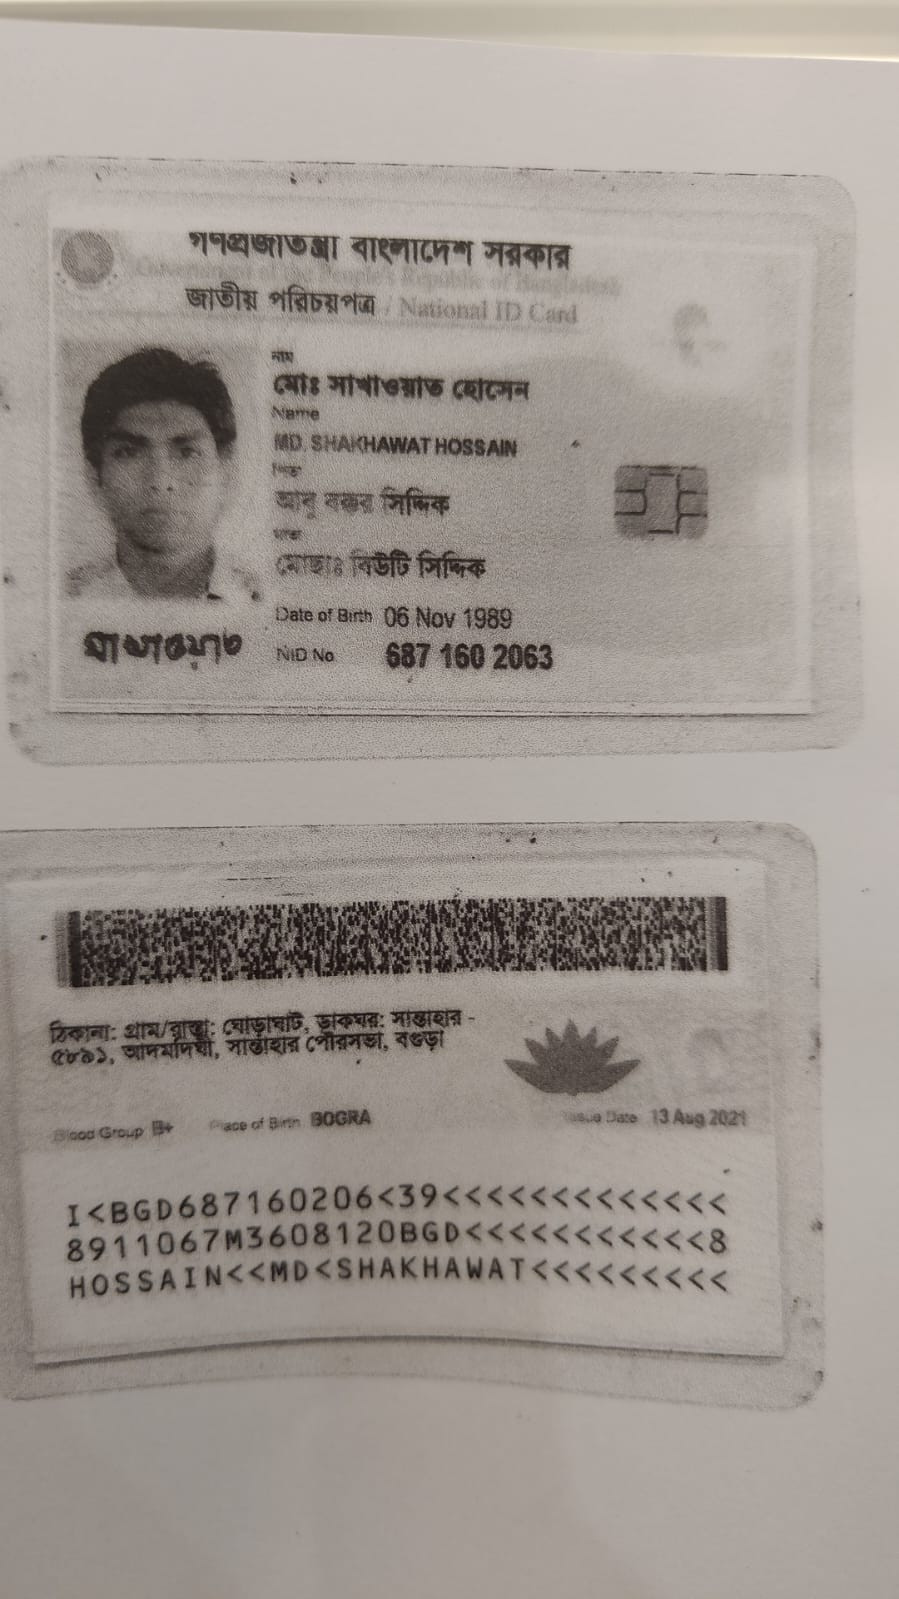 গণপ্রজাতন্ত্রী বাংলাদেশ সরকার
Government of the People's Republic of Bangladesh
জাতীয় পরিচয়পত্র / National ID Card
নাম
মোঃ সাখাওয়াত হোসেন
Name
MD. SHAKHAWAT HOSSAIN
পিতা
আবু বক্কর সিদ্দিক
মাতা
মোছাঃ বিউটি সিদ্দিক
Date of Birth 06 Nov 1989
সাখাওয়াত
NID No. 687 160 2063
ঠিকানা: গ্রাম/রাস্তা: ঘোড়াঘাট, ডাকঘর: সান্তাহার -
৫৮৯১, আদমদিঘী, সান্তাহার পৌরসভা, বগুড়া
Blood Group B+ Place of Birth BOGRA Issue Date 13 Aug 2021
I<BGD687160206<39<<<<<<<<<<<<<
8911067M3608120BGD<<<<<<<<<<<8
HOSSAIN<<MD<SHAKHAWAT<<<<<<<<<